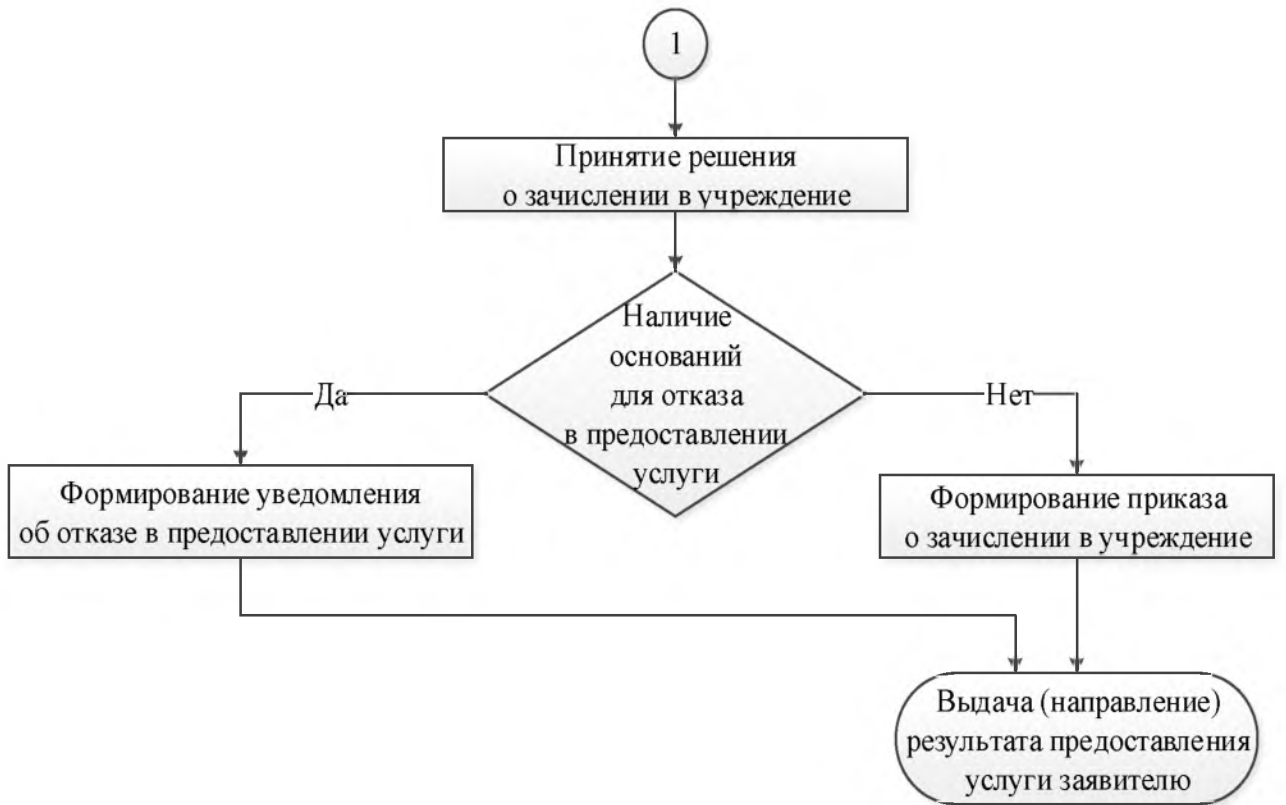 1
Принятие решения
о зачислении в учреждение
Наличие
оснований
для отказа
в предоставлении
услуги
Да
Нет
Формирование уведомления
об отказе в предоставлении услуги
Формирование приказа
о зачислении в учреждение
Выдача (направление)
результата предоставления
услуги заявителю